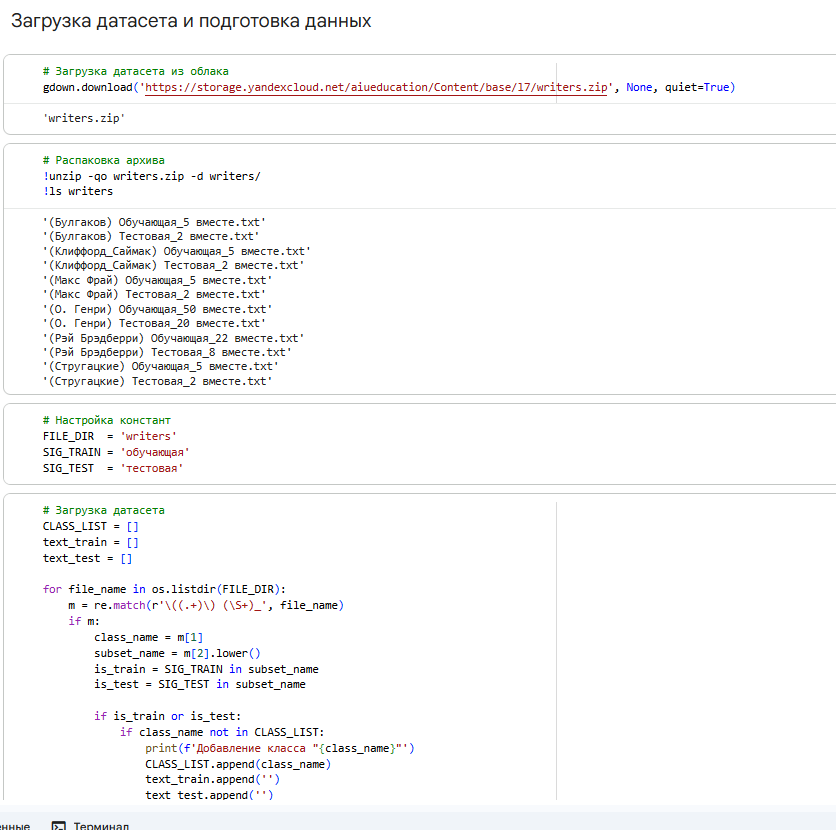 Загрузка датасета и подготовка данных
# Загрузка датасета из облака
gdown.download('https://storage.yandexcloud.net/aiueducation/Content/base/l7/writers.zip', None, quiet=True)
'writers.zip'
# Распаковка архива
!unzip -qo writers.zip -d writers/
!ls writers
'(Булгаков) Обучающая_5 вместе.txt'
'(Булгаков) Тестовая_2 вместе.txt'
'(Клиффорд_Саймак) Обучающая_5 вместе.txt'
'(Клиффорд_Саймак) Тестовая_2 вместе.txt'
'(Макс Фрай) Обучающая_5 вместе.txt'
'(Макс Фрай) Тестовая_2 вместе.txt'
'(О. Генри) Обучающая_50 вместе.txt'
'(О. Генри) Тестовая_20 вместе.txt'
'(Рэй Брэдберри) Обучающая_22 вместе.txt'
'(Рэй Брэдберри) Тестовая_8 вместе.txt'
'(Стругацкие) Обучающая_5 вместе.txt'
'(Стругацкие) Тестовая_2 вместе.txt'
# Настройка констант
FILE_DIR  = 'writers'
SIG_TRAIN = 'обучающая'
SIG_TEST  = 'тестовая'
# Загрузка датасета
CLASS_LIST = []
text_train = []
text_test = []
for file_name in os.listdir(FILE_DIR):
    m = re.match(r'\((.+)\) (\S+)_', file_name)
    if m:
        class_name = m[1]
        subset_name = m[2].lower()
        is_train = SIG_TRAIN in subset_name
        is_test = SIG_TEST in subset_name
        if is_train or is_test:
            if class_name not in CLASS_LIST:
                print(f'Добавление класса "{class_name}"')
                CLASS_LIST.append(class_name)
                text_train.append('')
                text_test.append('')
Терминал